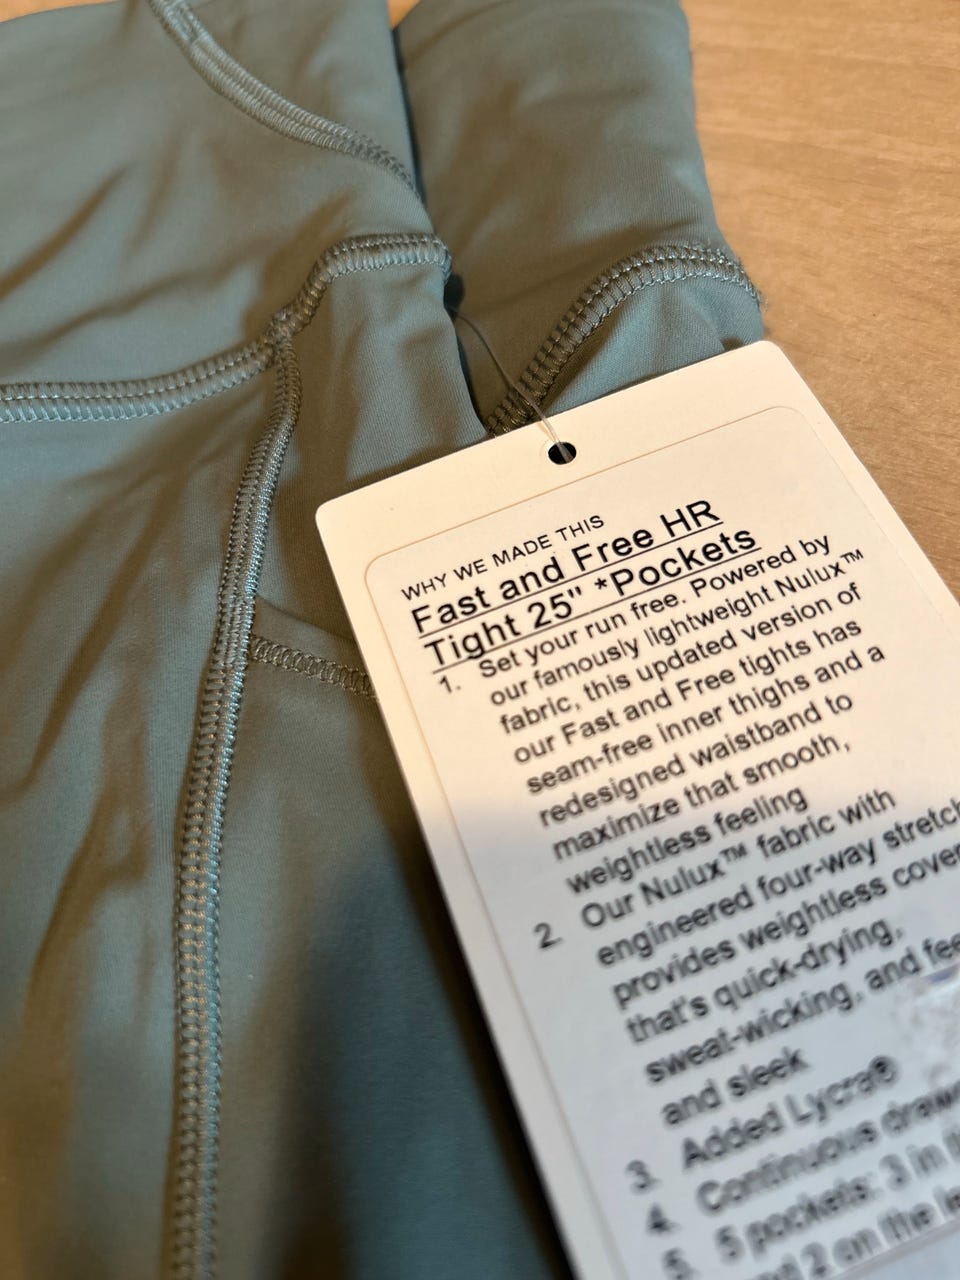 WHY WE MADE THIS
Fast and Free HR
Tight 25" *Pockets
1. Set your run free. Powered by
our famously lightweight Nulux™
fabric, this updated version of
our Fast and Free tights has
seam-free inner thighs and a
redesigned waistband to
maximize that smooth,
weightless feeling
2. Our Nulux™ fabric with
engineered four-way stretch
provides weightless
that's quick-drying,
sweat-wicking, and
and sleek
3. Added Lycra®
4. Continuous
5. 5 pockets: 3 in
2 on the